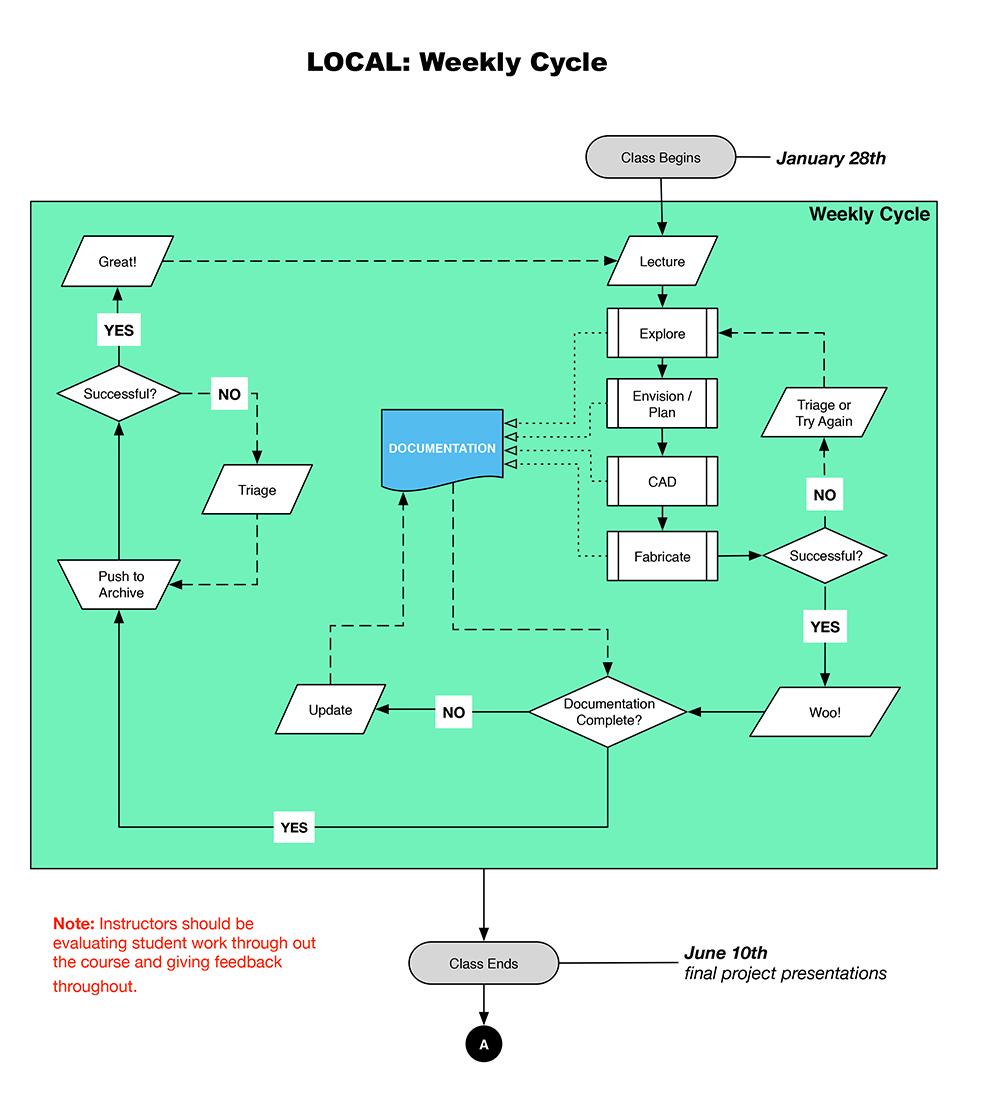 LOCAL: Weekly Cycle
Class Begins
January 28th
Weekly Cycle
Great!
Lecture
YES
Explore
Successful?
NO
Envision /
Plan
Triage or
Try Again
DOCUMENTATION
Triage
CAD
NO
Push to
Archive
Fabricate
Successful?
YES
Update
NO
Documentation
Complete?
Woo!
YES
Note: Instructors should be
evaluating student work through out
the course and giving feedback
throughout.
Class Ends
June 10th
final project presentations
A